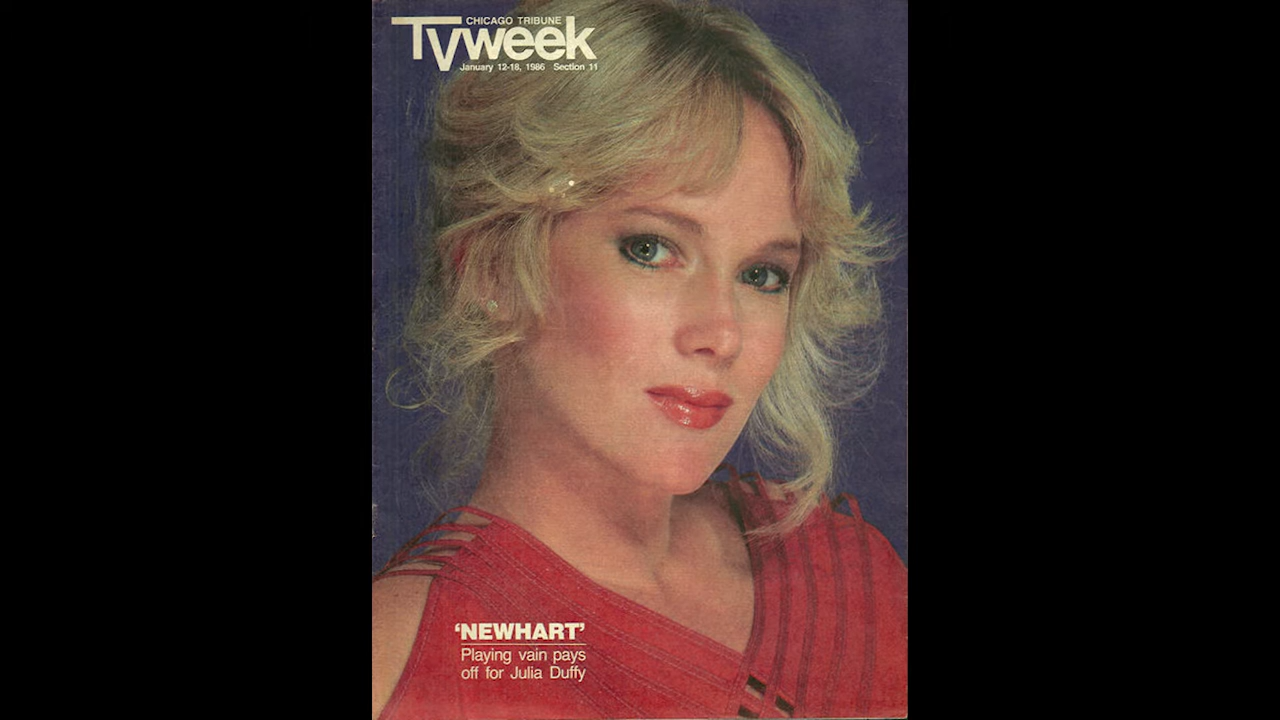 CHICAGO TRIBUNE
TVweek
January 12-18, 1986 Section 11
‘NEWHART’
Playing vain pays
off for Julia Duffy